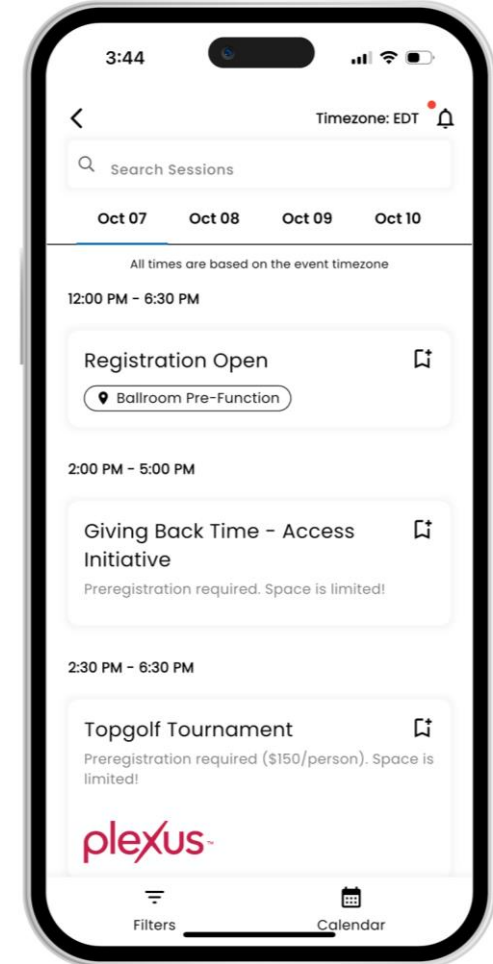 3:44
Timezone: EDT
Search Sessions
Oct 07 Oct 08 Oct 09 Oct 10
All times are based on the event timezone
12:00 PM - 6:30 PM
Registration Open
Ballroom Pre-Function
2:00 PM - 5:00 PM
Giving Back Time - Access
Initiative
Preregistration required. Space is limited!
2:30 PM - 6:30 PM
Topgolf Tournament
Preregistration required ($150/person). Space is
limited!
plexus™
Filters Calendar